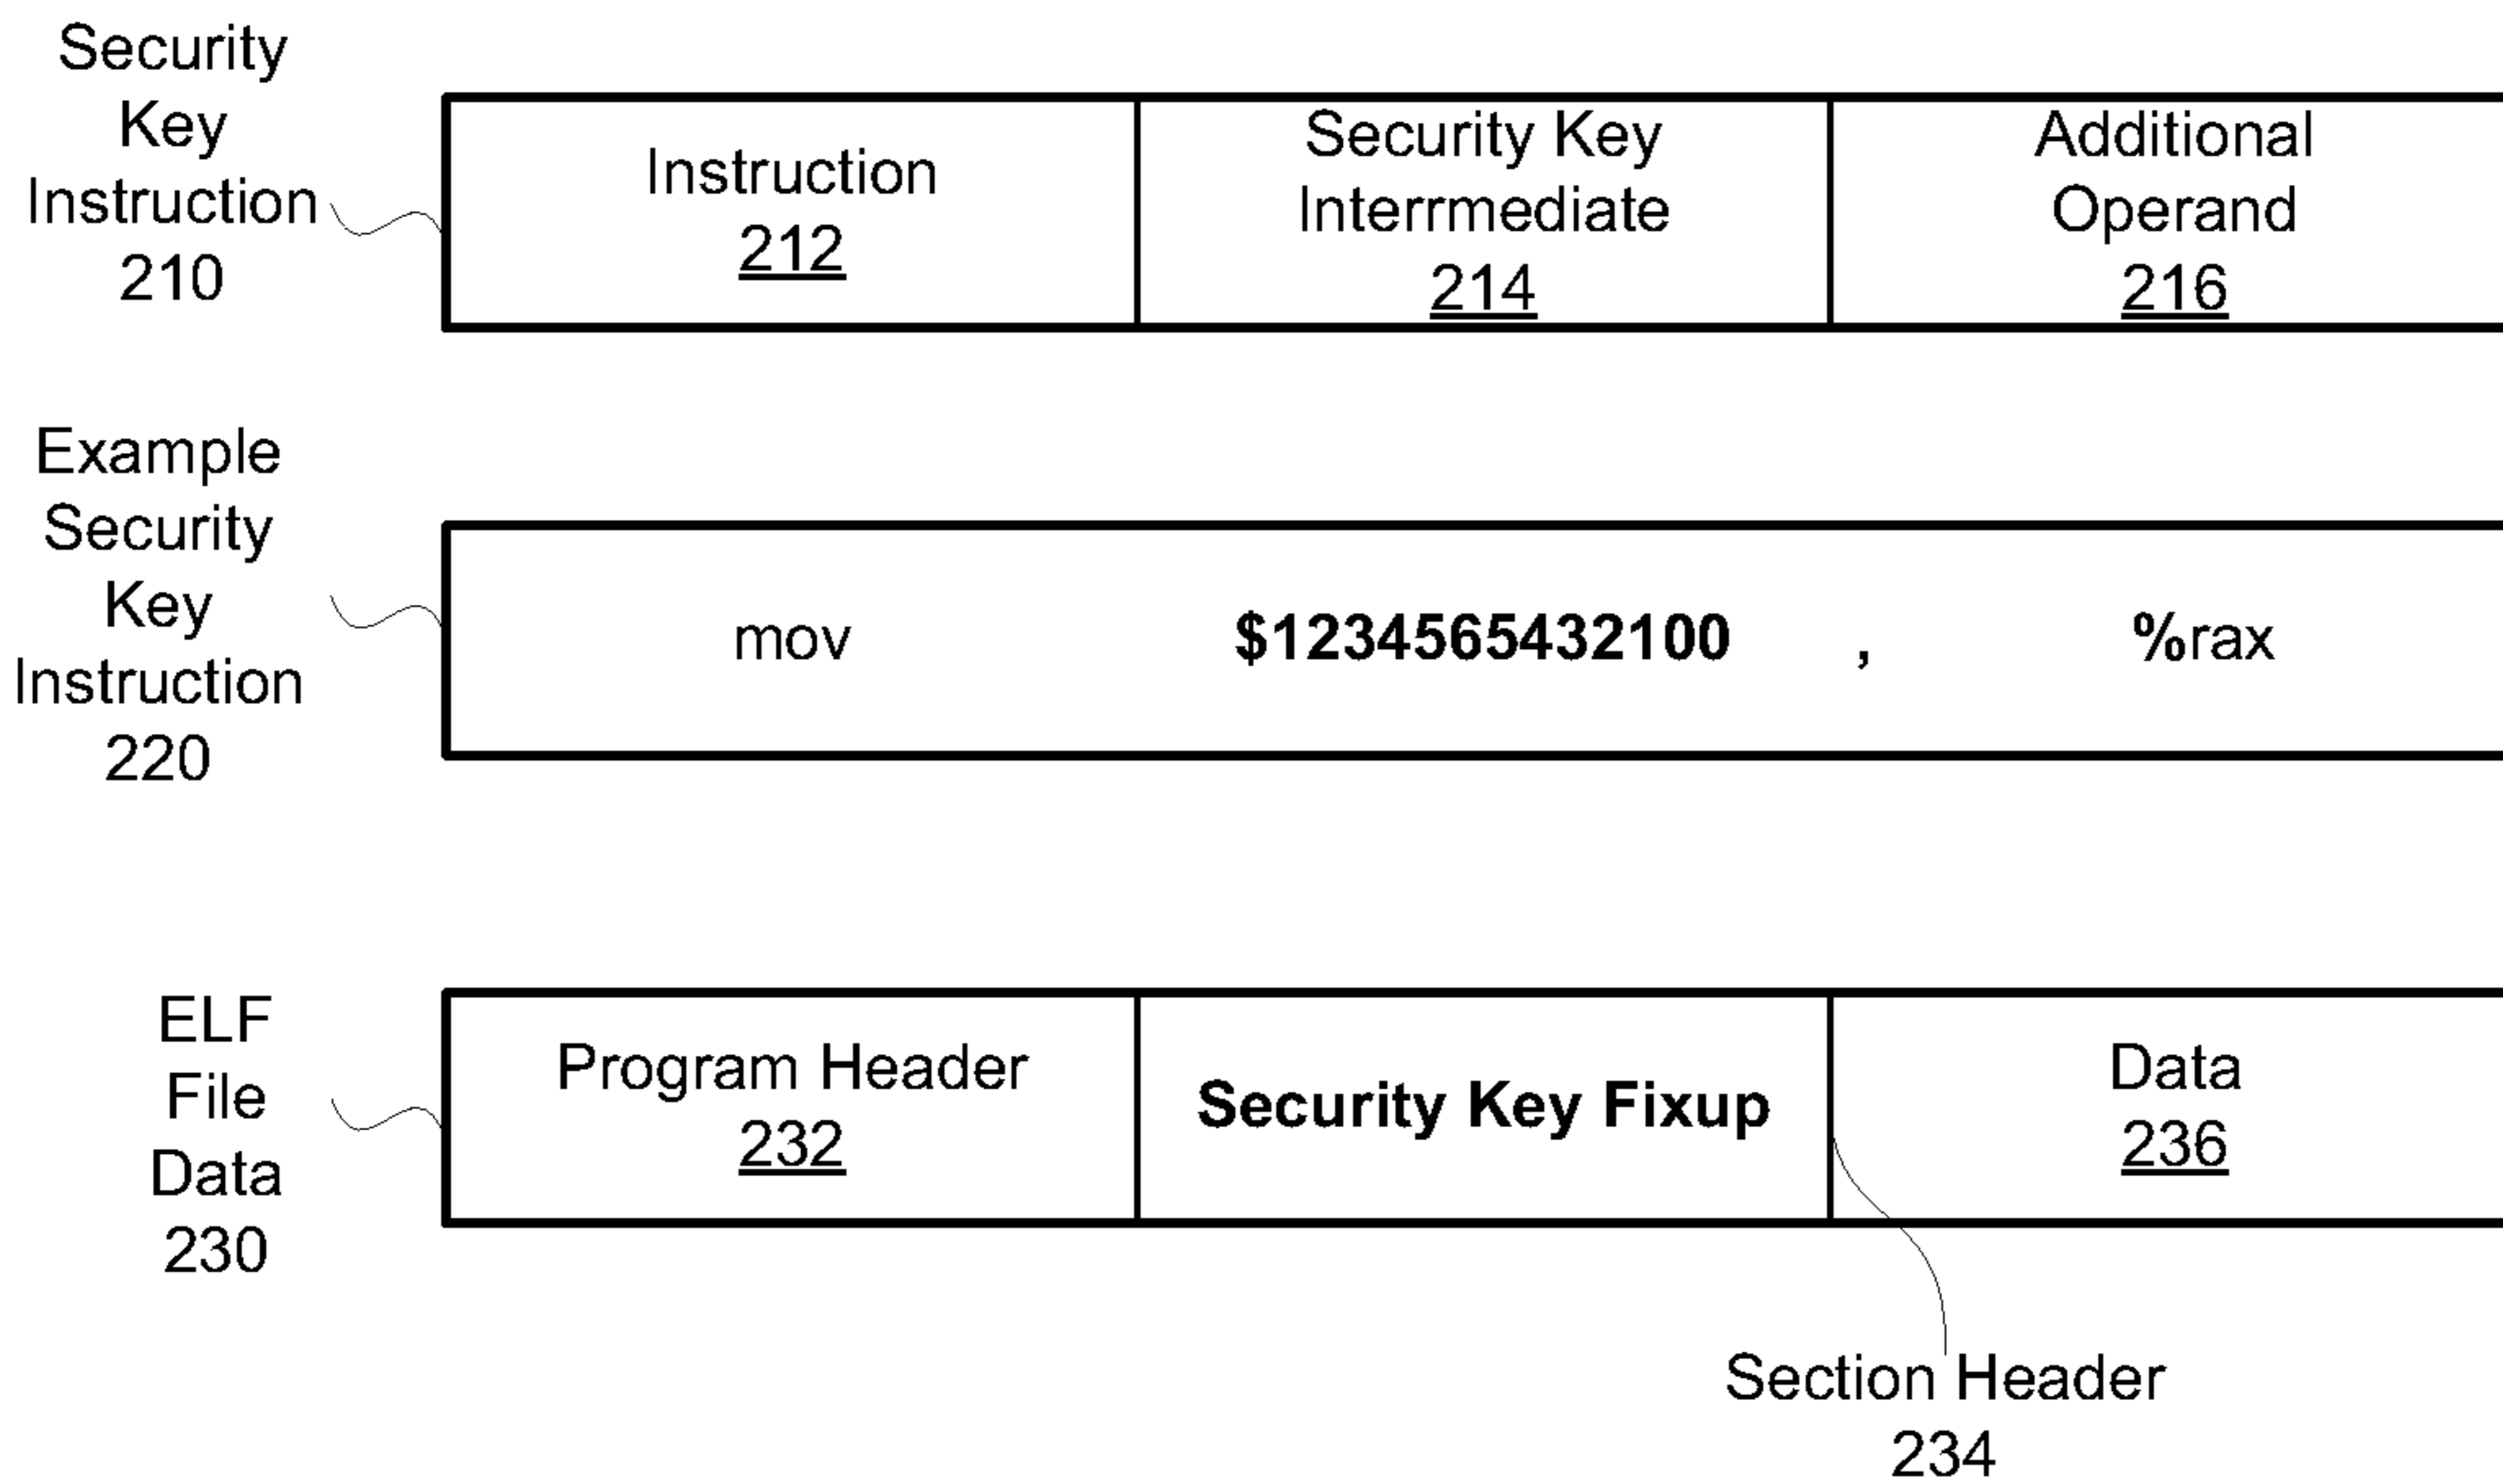 Security
Key
Instruction
210
Instruction
212
Security Key
Interrmediate
214
Additional
Operand
216
Example
Security
Key
Instruction
220
mov
$1234565432100
,
%rax
ELF
File
Data
230
Program Header
232
Security Key Fixup
Data
236
Section Header
234